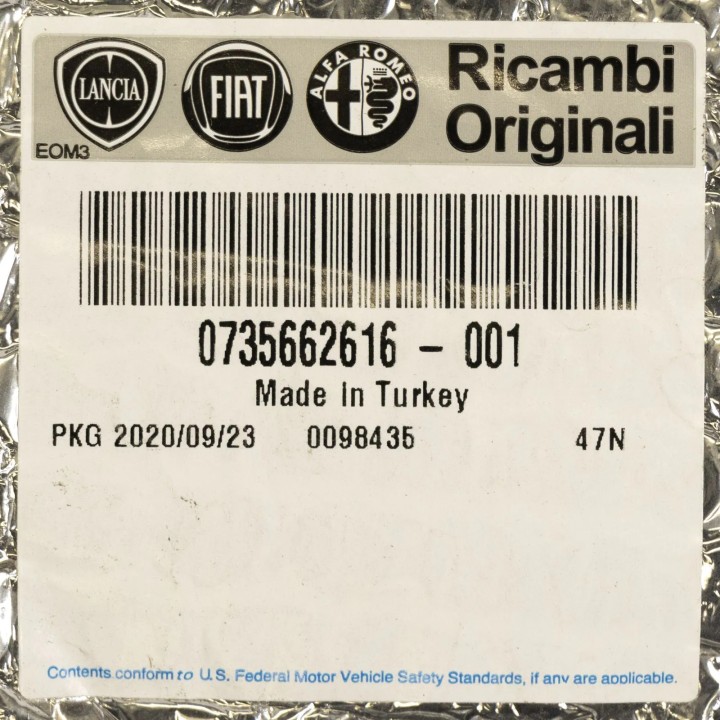 LANCIA FIAT ALFA ROMEO Ricambi
Originali
EOM3
0735662616 - 001
Made in Turkey
PKG 2020/09/23 0098435 47N
Contents conform to U.S. Federal Motor Vehicle Safety Standards, if any are applicable.